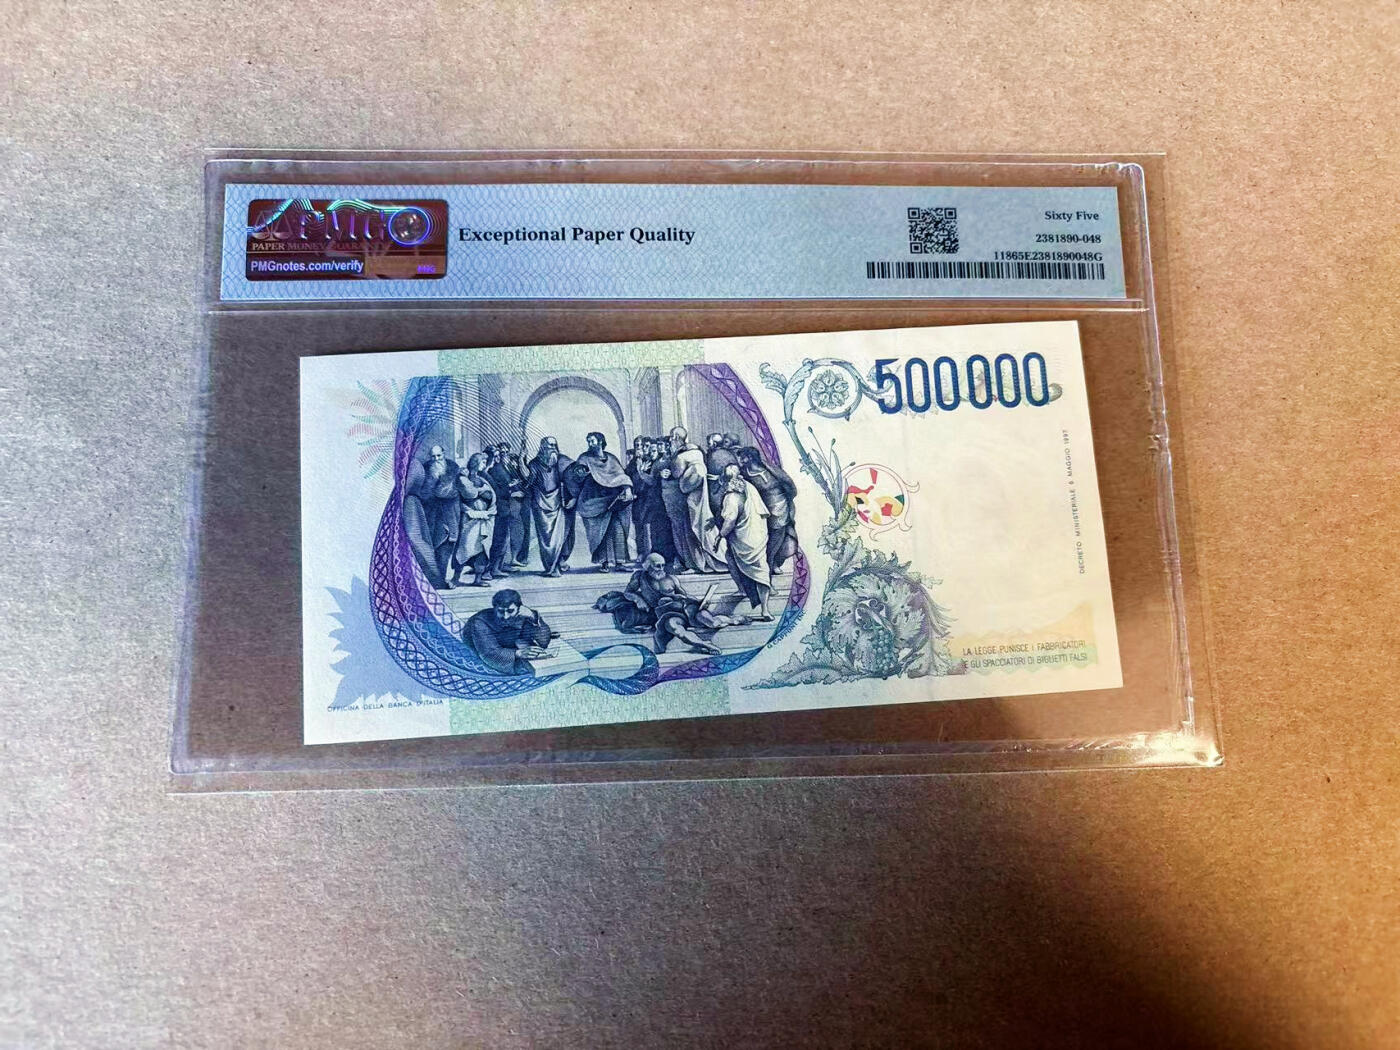 PMG
PAPER MONEY GUARANTY
PMGnotes.com/verify
PMG
Exceptional Paper Quality
Sixty Five
2381890-048
11865E2381890048G
500000
DECRETO MINISTERIALE 6 MAGGIO 1997
LA LEGGE PUNISCE I FABBRICATORI
E GLI SPACCIATORI DI BIGLIETTI FALSI
OFFICINA DELLA BANCA D'ITALIA